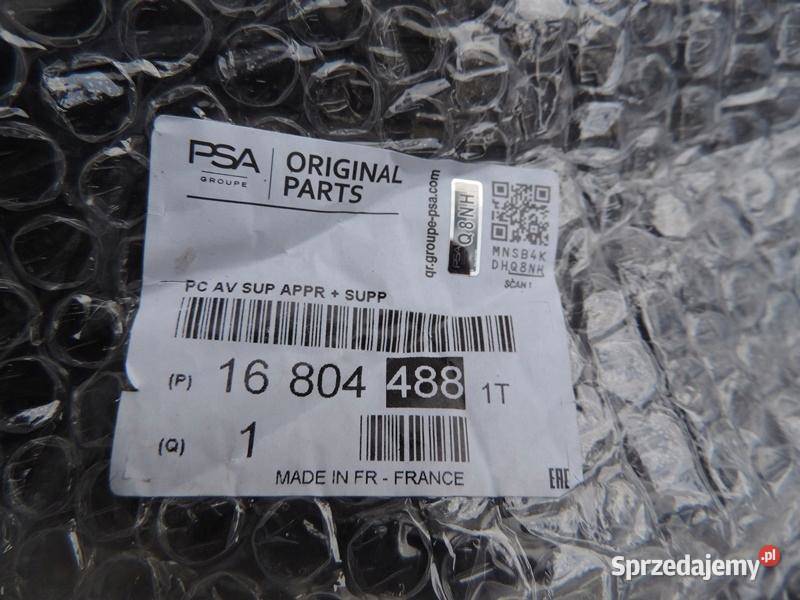 PSA
GROUPE
ORIGINAL
PARTS
qr.groupe-psa.com
PSA Q8NH
MNSB4K
DHQ8NH
SCAN !
PC AV SUP APPR + SUPP
(P) 16 804 488 1T
(Q) 1
MADE IN FR - FRANCE
EAC
Sprzedajemy.pl